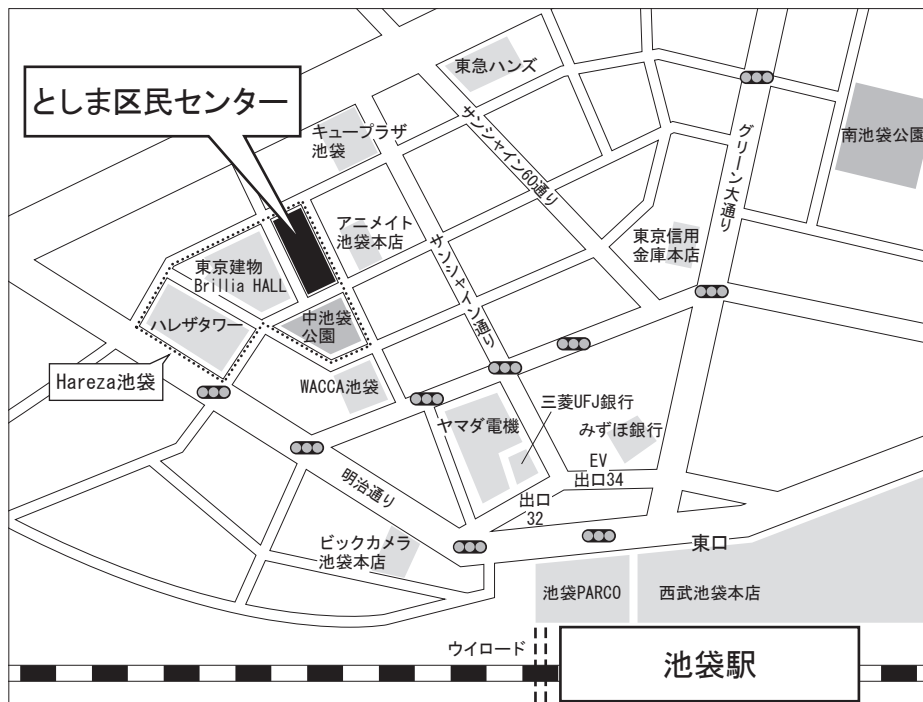 東急ハンズ
としま区民センター
キュープラザ
池袋
サンシャイン60通り
グリーン大通り
南池袋公園
アニメイト
池袋本店
サンシャイン通り
東京信用
金庫本店
東京建物
Brillia HALL
ハレザタワー
中池袋
公園
Hareza池袋
WACCA池袋
三菱UFJ銀行
ヤマダ電機
みずほ銀行
EV
出口34
明治通り
出口
32
ビックカメラ
池袋本店
東口
池袋PARCO
西武池袋本店
ウイロード
池袋駅